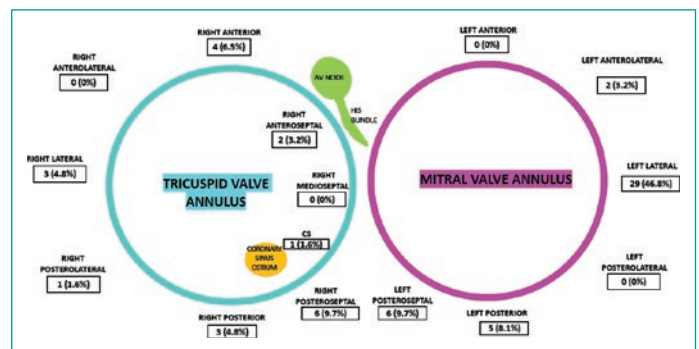 RIGHT ANTERIOR
4 (6.5%)
LEFT ANTERIOR
0 (0%)
RIGHT
ANTEROLATERAL
0 (0%)
LEFT ANTEROLATERAL
2 (3.2%)
AV NODE
HIS
BUNDLE
RIGHT
ANTEROSEPTAL
2 (3.2%)
RIGHT LATERAL
3 (4.8%)
TRICUSPID VALVE
ANNULUS
RIGHT
MEDIOSEPTAL
0 (0%)
MITRAL VALVE ANNULUS
LEFT LATERAL
29 (46.8%)
CS
1 (1.6%)
CORONARY
SINUS
OSTIUM
RIGHT
POSTEROLATERAL
1 (1.6%)
LEFT
POSTEROLATERAL
0 (0%)
RIGHT
POSTEROSEPTAL
6 (9.7%)
LEFT
POSTEROSEPTAL
6 (9.7%)
RIGHT POSTERIOR
3 (4.8%)
LEFT POSTERIOR
5 (8.1%)